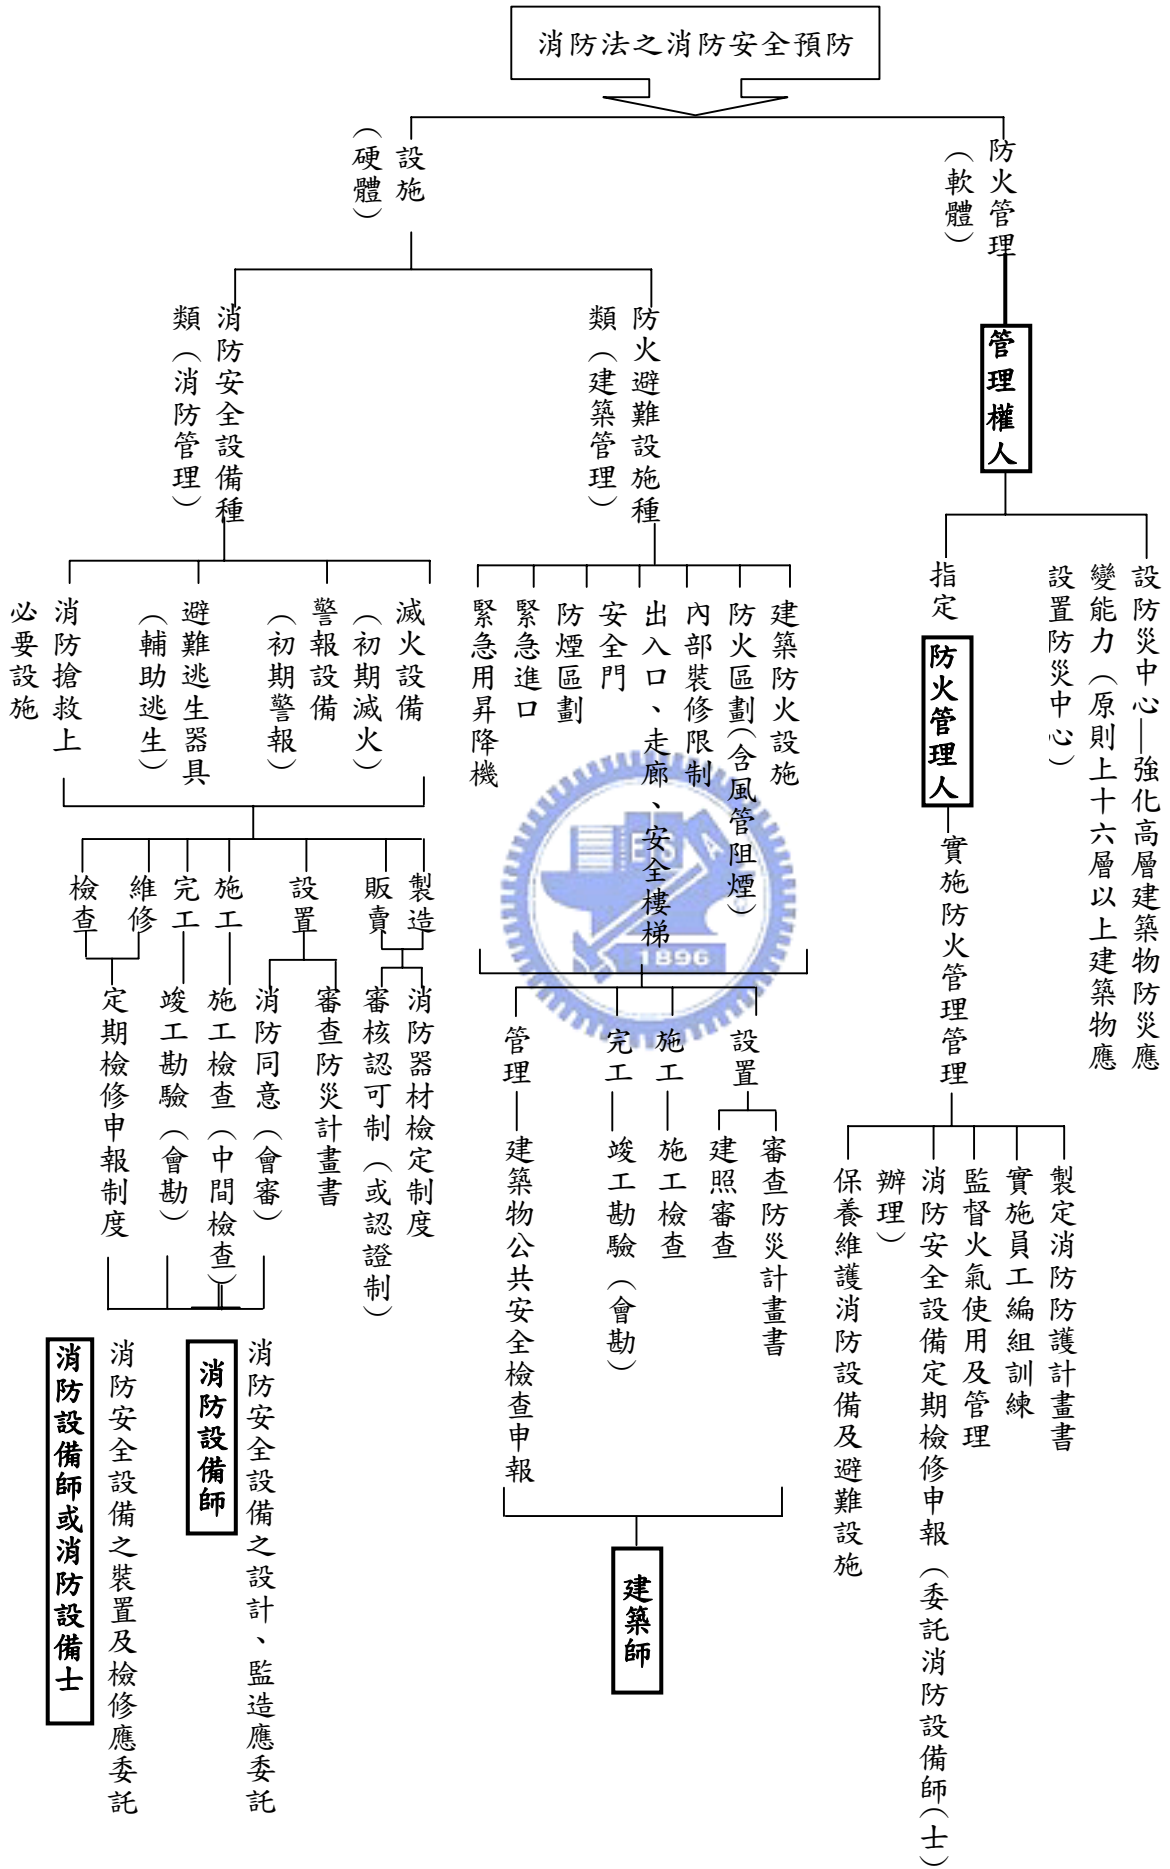 消防法之消防安全預防
防火管理
（軟體）
設施
（硬體）
管理權人
設防災中心—強化高層建築物防災應
變能力（原則上十六層以上建築物應
設置防災中心）
指定
防火管理人
實施防火管理管理
製定消防防護計畫書
實施員工編組訓練
監督火氣使用及管理
消防安全設備定期檢修申報（委託消防設備師(士)
辦理）
保養維護消防設備及避難設施
防火避難設施種
類（建築管理）
建築防火設施
防火區劃(含風管阻煙)
內部裝修限制
出入口、走廊、安全樓梯
安全門
防煙區劃
緊急進口
緊急用昇降機
1896
設置
施工
完工
管理
審查防災計畫書
建照審查
施工檢查
竣工勘驗（會勘）
建築物公共安全檢查申報
建築師
消防安全設備種
類（消防管理）
滅火設備
（初期滅火）
警報設備
（初期警報）
避難逃生器具
（輔助逃生）
消防搶救上
必要設施
製造
販賣
設置
施工
完工
維修
檢查
消防器材檢定制度
審核認可制（或認證制）
審查防災計畫書
消防同意（會審）
施工檢查（中間檢查）
竣工勘驗（會勘）
定期檢修申報制度
消防安全設備之設計、監造應委託
消防設備師
消防安全設備之裝置及檢修應委託
消防設備師或消防設備士